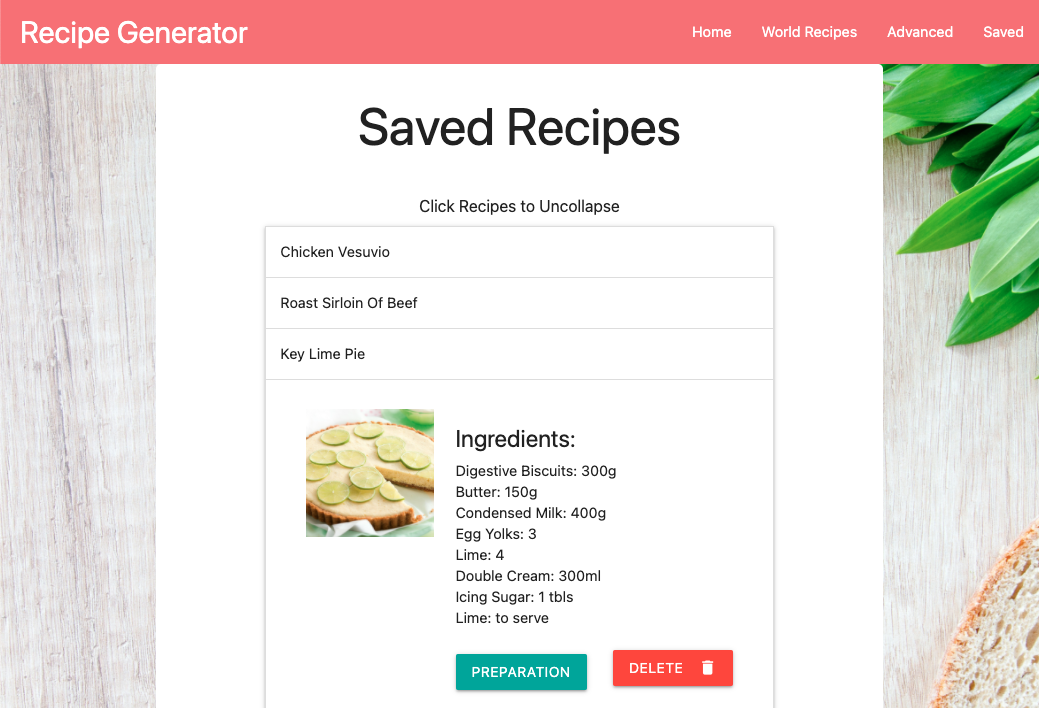 Recipe Generator
Home World Recipes Advanced Saved
Saved Recipes
Click Recipes to Uncollapse
Chicken Vesuvio
Roast Sirloin Of Beef
Key Lime Pie
Ingredients:
Digestive Biscuits: 300g
Butter: 150g
Condensed Milk: 400g
Egg Yolks: 3
Lime: 4
Double Cream: 300ml
Icing Sugar: 1 tbls
Lime: to serve
PREPARATION DELETE